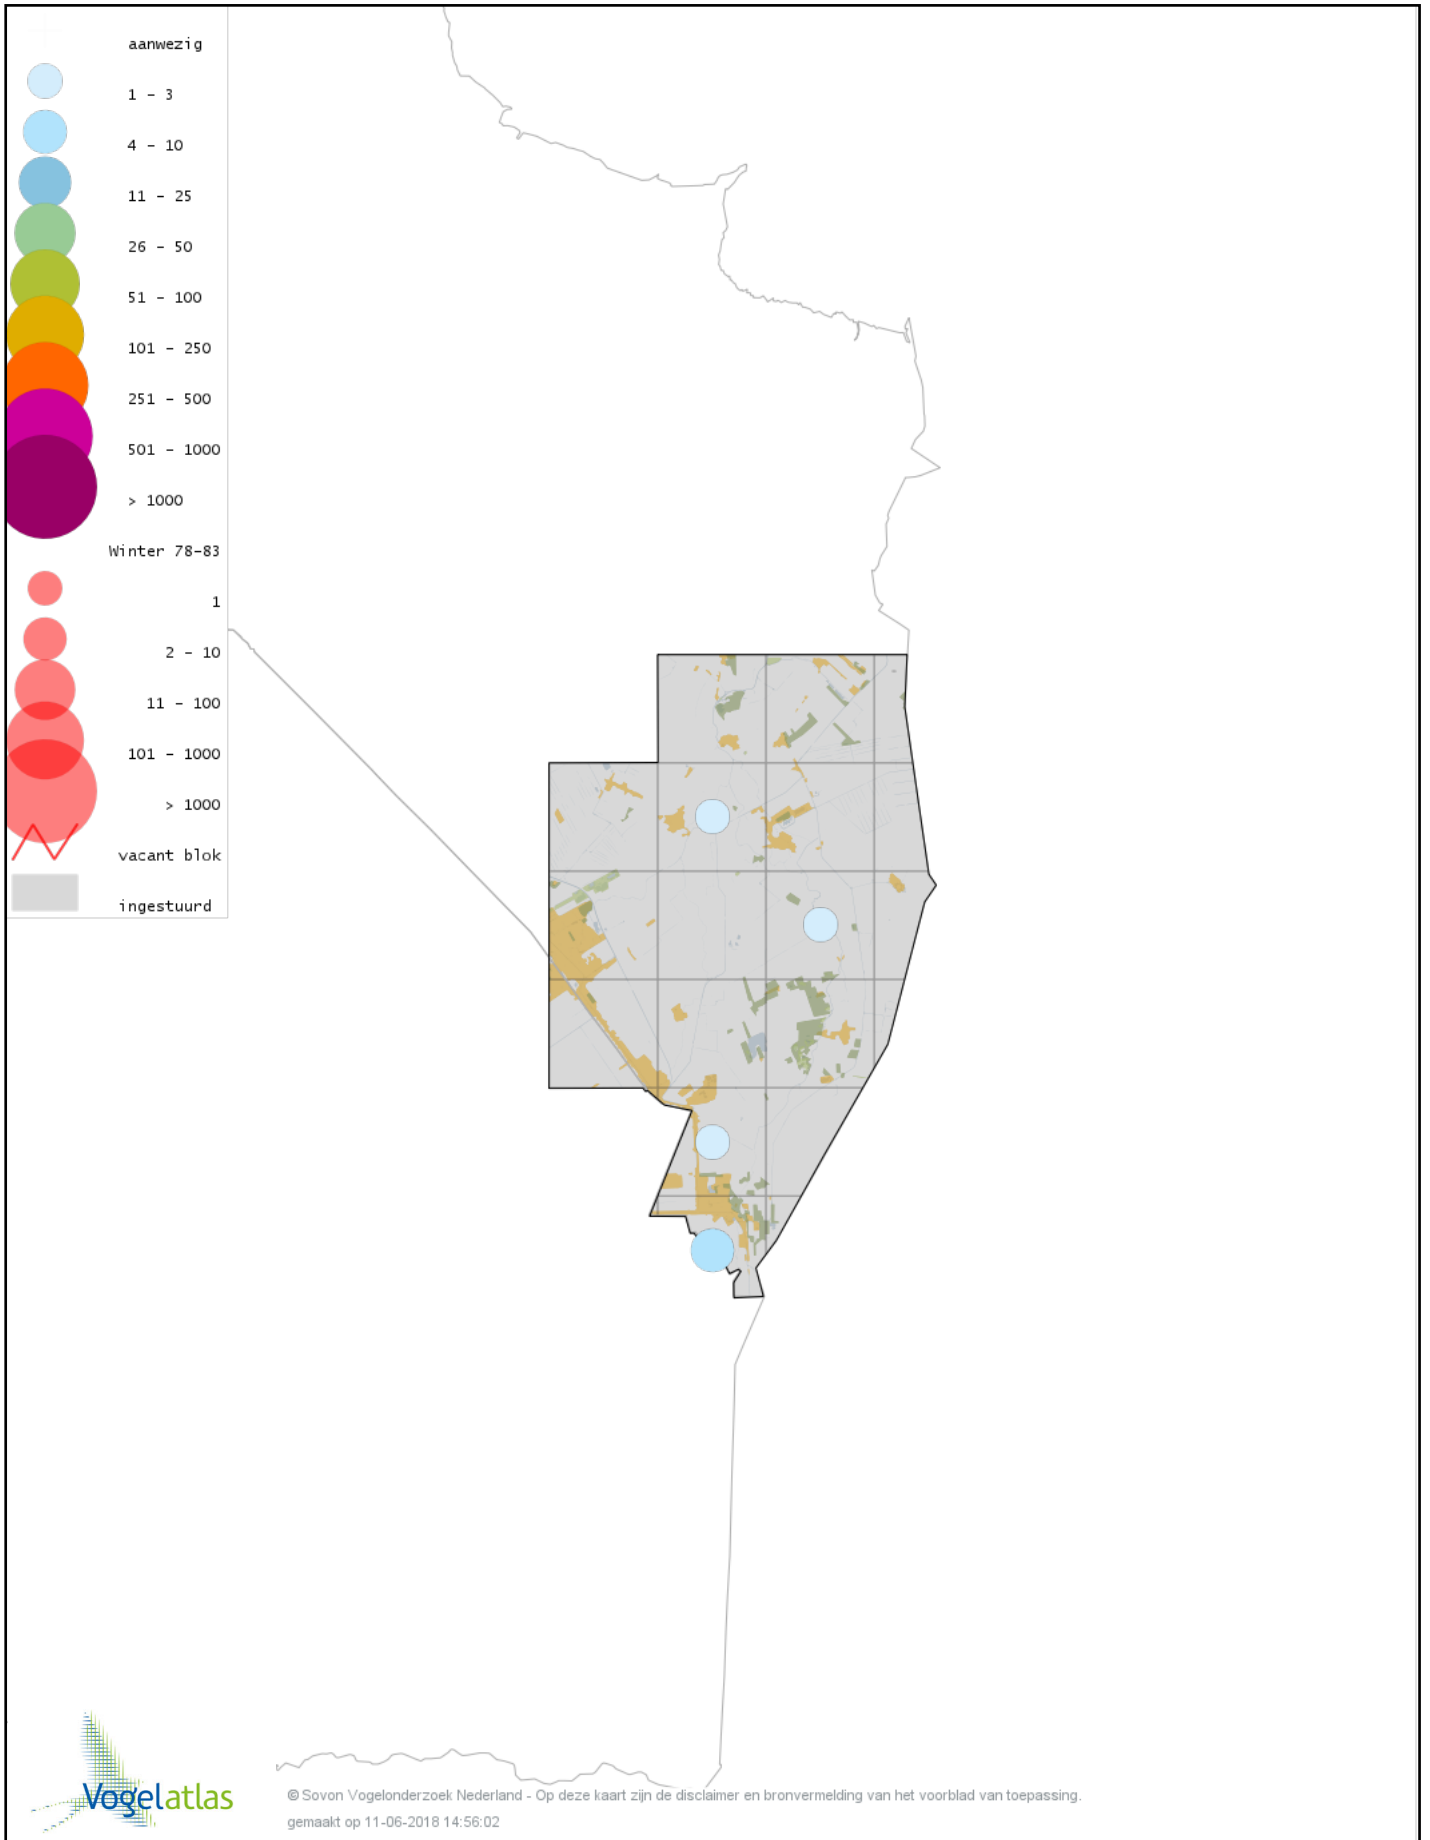 aanwezig
1 - 3
4 - 10
11 - 25
26 - 50
51 - 100
101 - 250
251 - 500
501 - 1000
> 1000
Winter 78-83
1
2 - 10
11 - 100
101 - 1000
> 1000
vacant blok
ingestuurd
Vogelatlas
© Sovon Vogelonderzoek Nederland - Op deze kaart zijn de disclaimer en bronvermelding van het voorblad van toepassing.
gemaakt op 11-06-2018 14:56:02